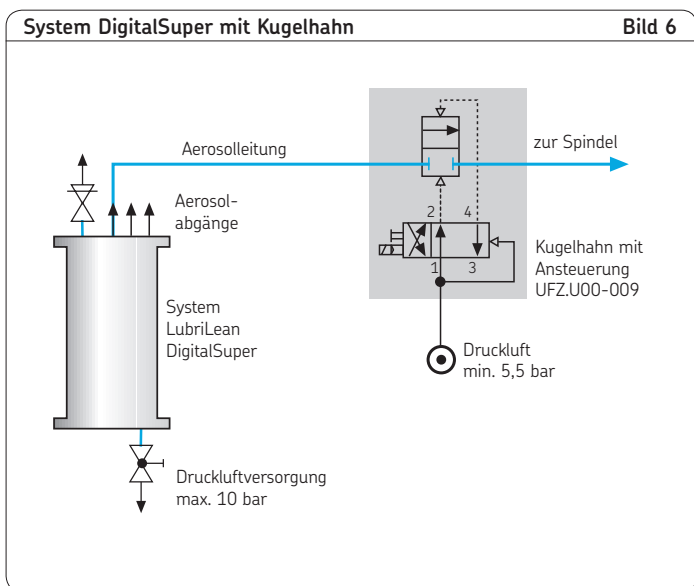 System DigitalSuper mit Kugelhahn
Bild 6
Aerosolleitung
zur Spindel
Aerosol-
abgänge
2 4
1 3
Kugelhahn mit
Ansteuerung
UFZ.U00-009
System
LubriLean
DigitalSuper
Druckluft
min. 5,5 bar
Druckluftversorgung
max. 10 bar